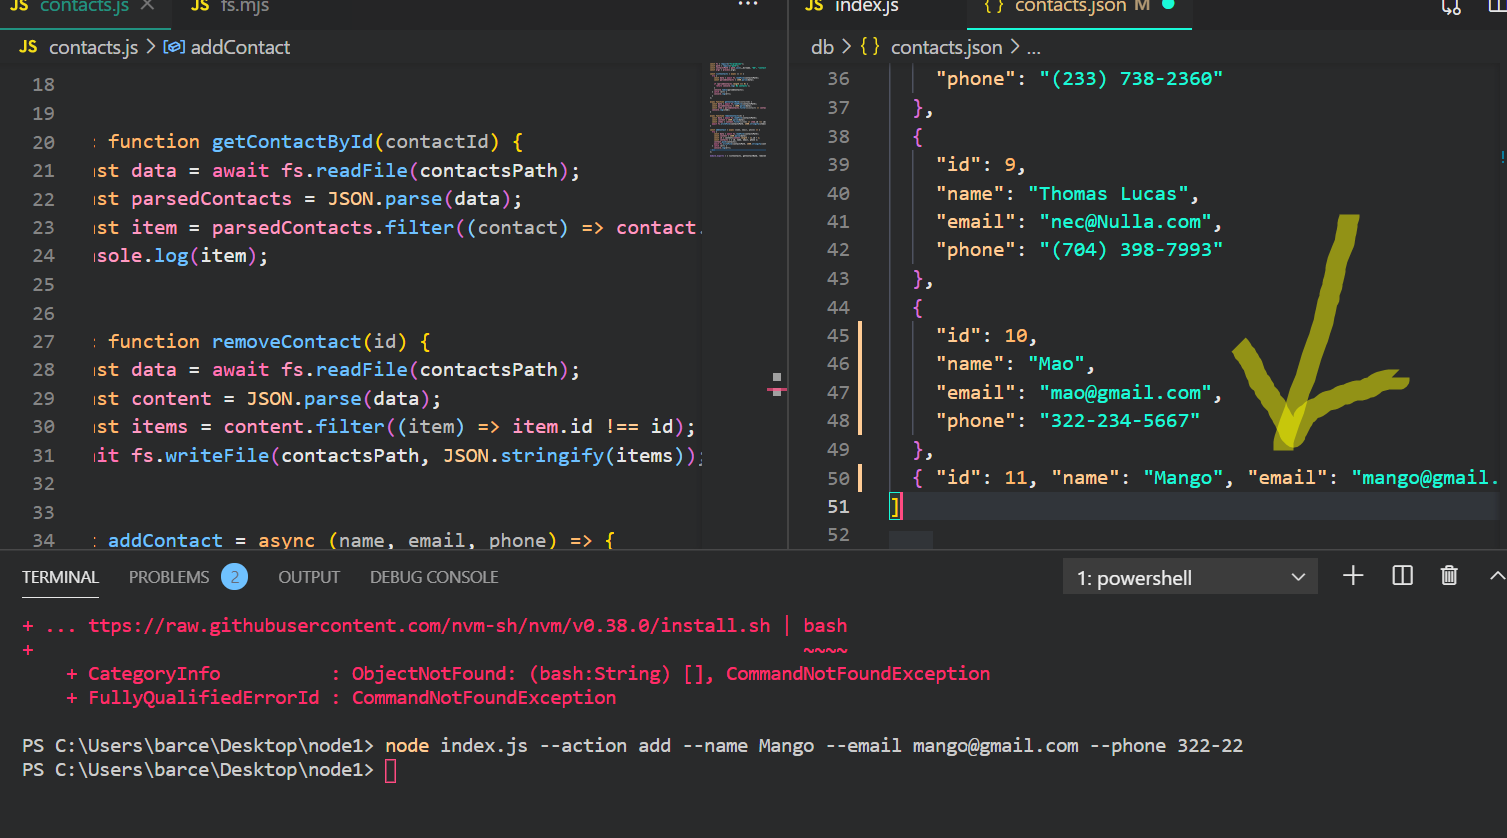 JS contacts.js JS fs.mjs ...
JS contacts.js > addContact
18
19
20 : function getContactById(contactId) {
21 ıst data = await fs.readFile(contactsPath);
22 ıst parsedContacts = JSON.parse(data);
23 ıst item = parsedContacts.filter((contact) => contact.
24 ısole.log(item);
25
26
27 : function removeContact(id) {
28 ıst data = await fs.readFile(contactsPath);
29 ıst content = JSON.parse(data);
30 ıst items = content.filter((item) => item.id !== id);
31 ıit fs.writeFile(contactsPath, JSON.stringify(items));
32
33
34 : addContact = async (name, email, phone) => {
JS index.js {} contacts.json M
db > {} contacts.json > ...
36 "phone": "(233) 738-2360"
37 },
38 {
39 "id": 9,
40 "name": "Thomas Lucas",
41 "email": "nec@Nulla.com",
42 "phone": "(704) 398-7993"
43 },
44 {
45 "id": 10,
46 "name": "Mao",
47 "email": "mao@gmail.com",
48 "phone": "322-234-5667"
49 },
50 { "id": 11, "name": "Mango", "email": "mango@gmail.
51 ]
52
TERMINAL PROBLEMS 2 OUTPUT DEBUG CONSOLE 1: powershell
+ ... ttps://raw.githubusercontent.com/nvm-sh/nvm/v0.38.0/install.sh | bash
+ ~~~~
+ CategoryInfo : ObjectNotFound: (bash:String) [], CommandNotFoundException
+ FullyQualifiedErrorId : CommandNotFoundException
PS C:\Users\barce\Desktop\node1> node index.js --action add --name Mango --email mango@gmail.com --phone 322-22
PS C:\Users\barce\Desktop\node1>